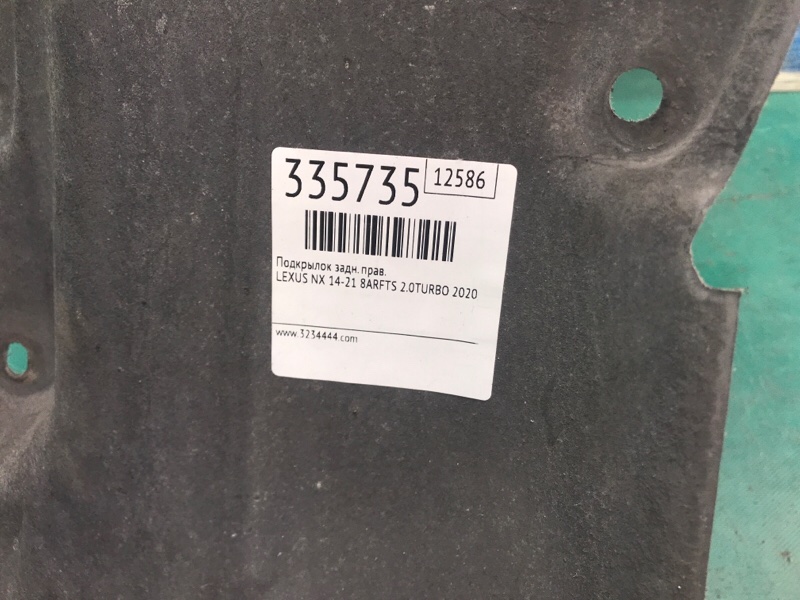 335735 12586
Подкрылок задн. прав.
LEXUS NX 14-21 8ARFTS 2.0TURBO 2020
www.3234444.com